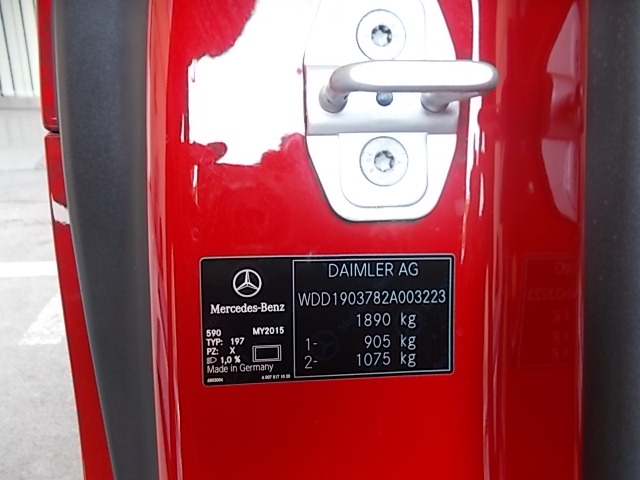 Mercedes-Benz
590 MY2015
TYP: 197
PZ: X
1,0 %
Made in Germany
DAIMLER AG
WDD1903782A003223
1890 kg
1- 905 kg
2- 1075 kg